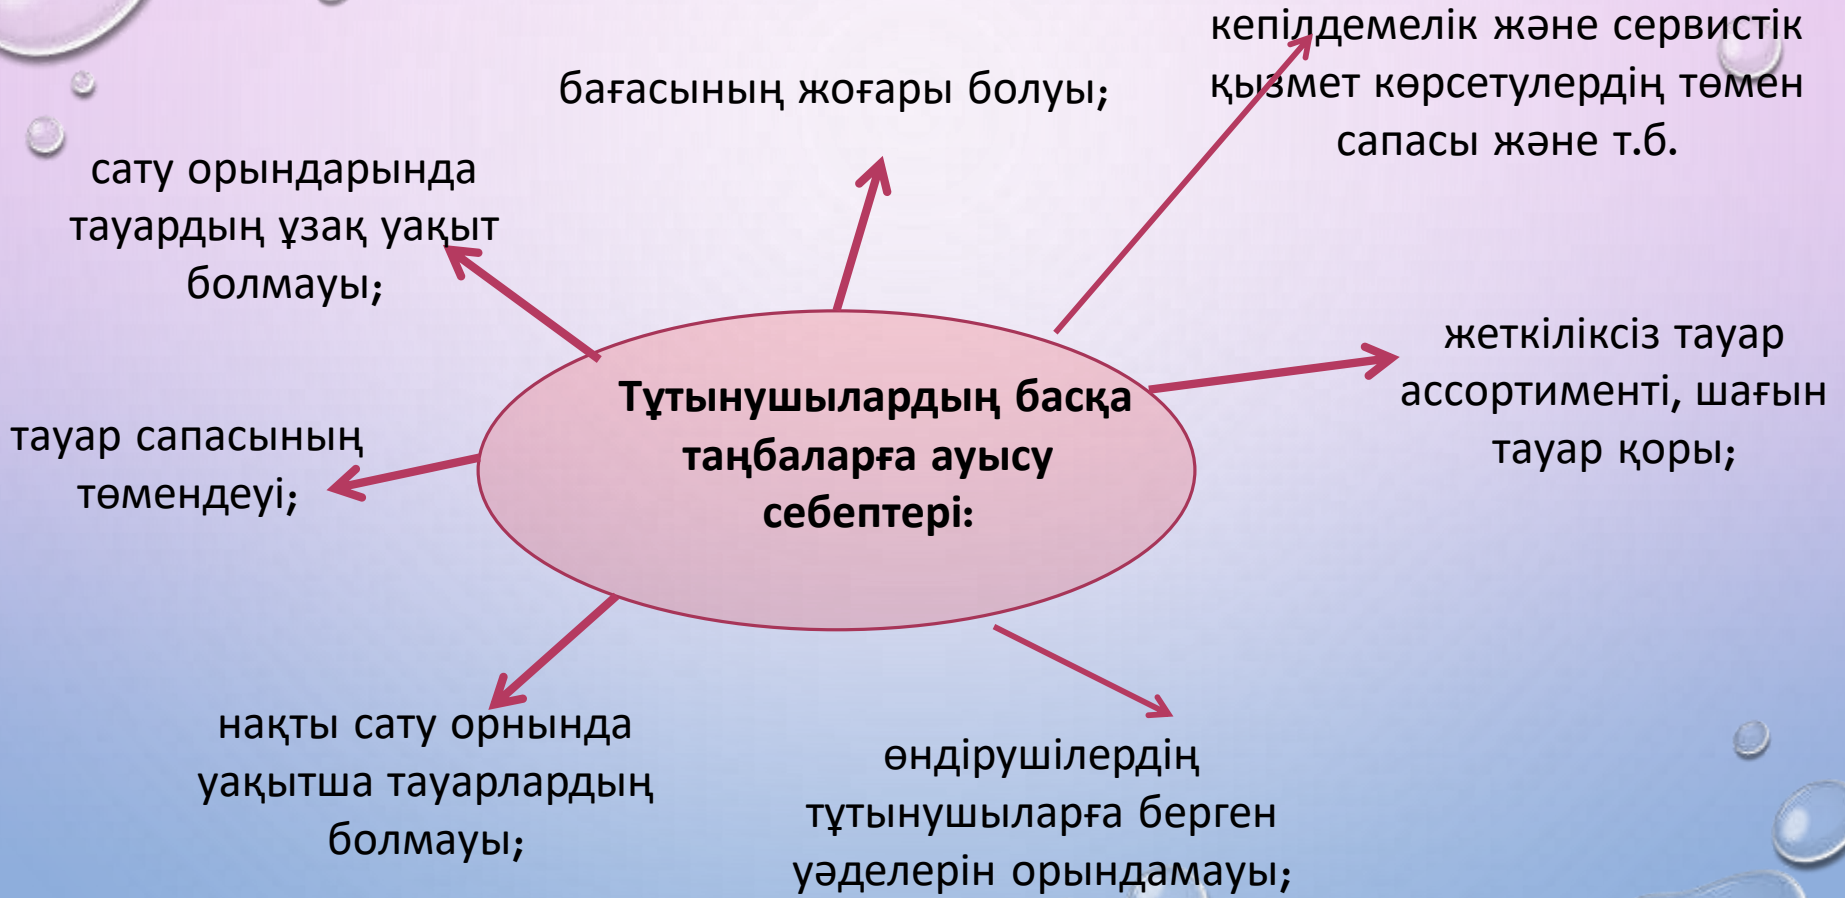 кепілдемелік және сервистік
қызмет көрсетулердің төмен
сапасы және т.б.
бағасының жоғары болуы;
сату орындарында
тауардың ұзақ уақыт
болмауы;
жеткіліксіз тауар
ассортименті, шағын
тауар қоры;
Тұтынушылардың басқа
таңбаларға ауысу
себептері:
тауар сапасының
төмендеуі;
нақты сату орнында
уақытша тауарлардың
болмауы;
өндірушілердің
тұтынушыларға берген
уәделерін орындамауы;